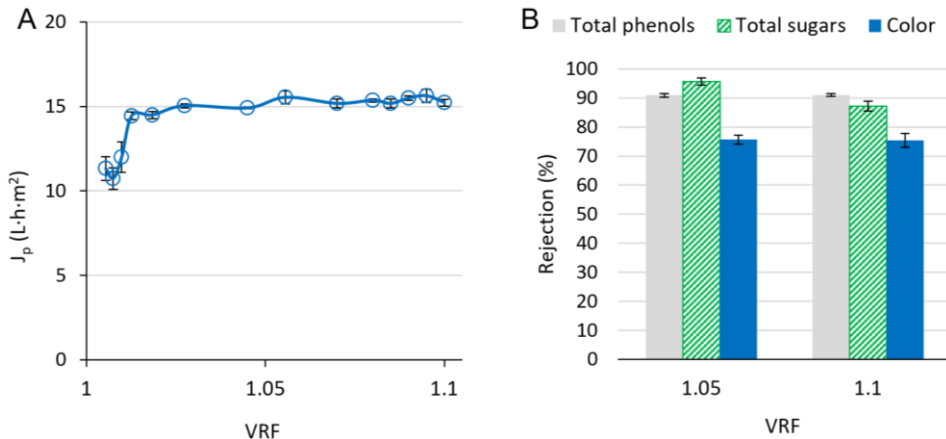 A
20
15
10
5
0
J_p (L·h·m²)
1
1.05
1.1
VRF
B
Total phenols
Total sugars
Color
100
90
80
70
60
50
40
30
20
10
0
Rejection (%)
1.05
1.1
VRF